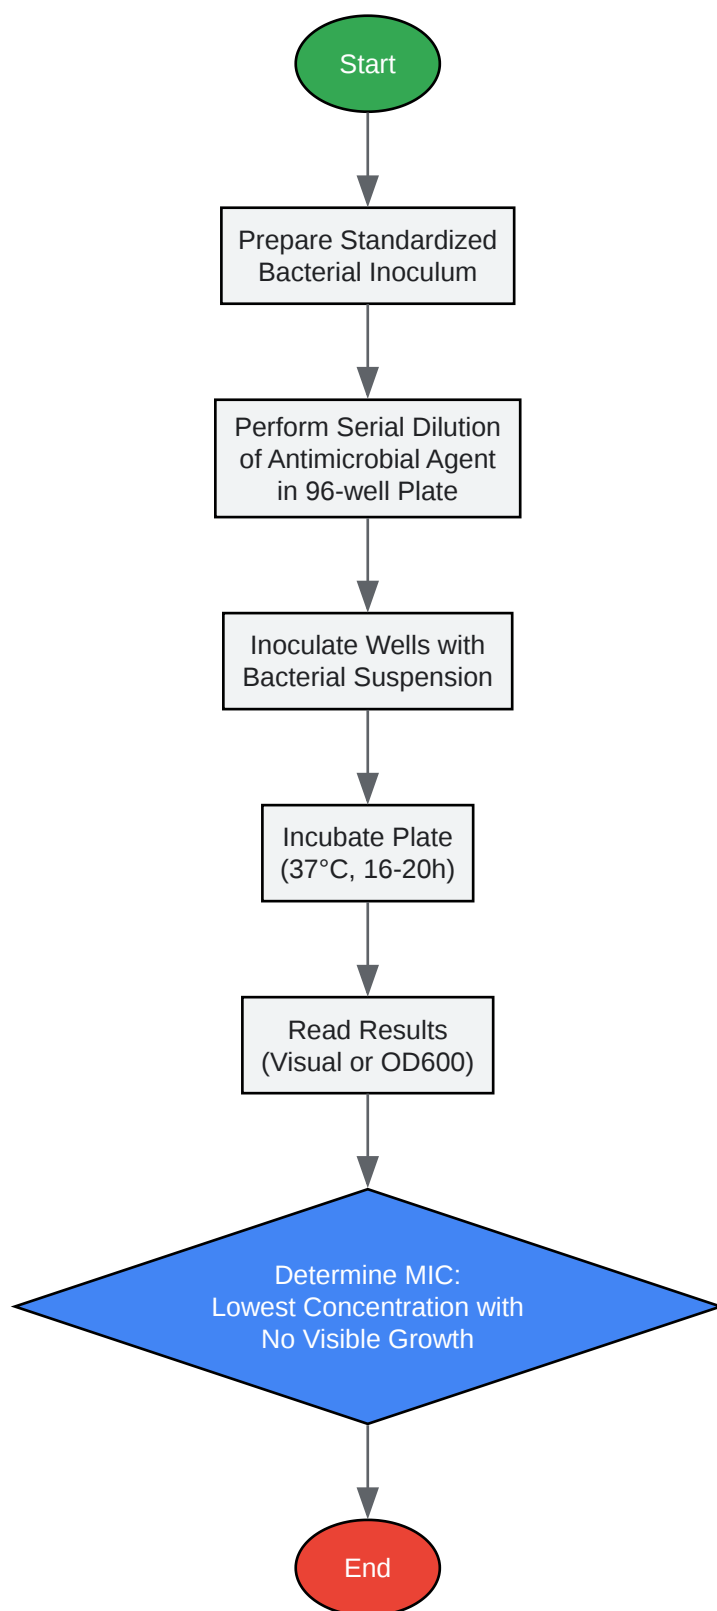 Start
Prepare Standardized
Bacterial Inoculum
Perform Serial Dilution
of Antimicrobial Agent
in 96-well Plate
Inoculate Wells with
Bacterial Suspension
Incubate Plate
(37°C, 16-20h)
Read Results
(Visual or OD600)
Determine MIC:
Lowest Concentration with
No Visible Growth
End